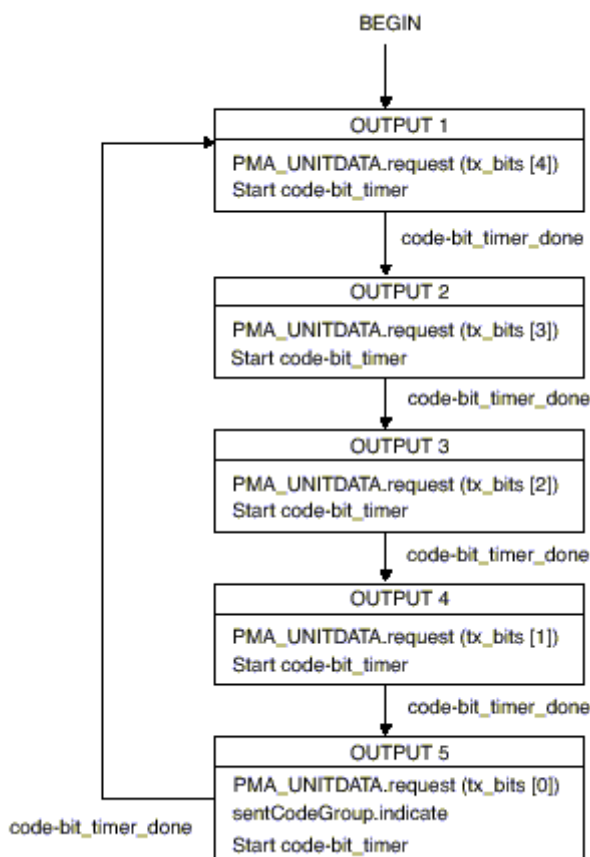 BEGIN
OUTPUT 1
PMA_UNITDATA.request (tx_bits [4])
Start code-bit_timer
code-bit_timer_done
OUTPUT 2
PMA_UNITDATA.request (tx_bits [3])
Start code-bit_timer
code-bit_timer_done
OUTPUT 3
PMA_UNITDATA.request (tx_bits [2])
Start code-bit_timer
code-bit_timer_done
OUTPUT 4
PMA_UNITDATA.request (tx_bits [1])
Start code-bit_timer
code-bit_timer_done
OUTPUT 5
PMA_UNITDATA.request (tx_bits [0])
sentCodeGroup.indicate
Start code-bit_timer
code-bit_timer_done